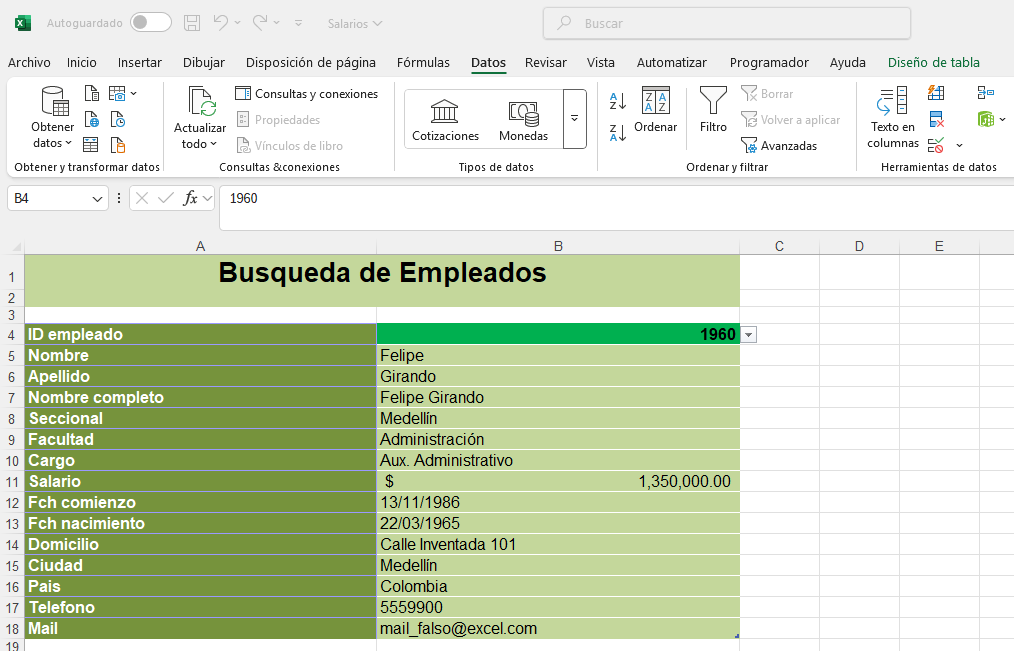 Autoguardado Salarios Buscar
Archivo Inicio Insertar Dibujar Disposición de página Fórmulas Datos Revisar Vista Automatizar Programador Ayuda Diseño de tabla
Obtener datos
Actualizar todo
Consultas y conexiones
Propiedades
Vínculos de libro
Cotizaciones Monedas
Ordenar
Filtro
Borrar
Volver a aplicar
Avanzadas
Texto en columnas
Obtener y transformar datos Consultas &conexiones Tipos de datos Ordenar y filtrar Herramientas de datos
B4 fx 1960
A B C D E
1 Busqueda de Empleados
2
3
4 ID empleado 1960
5 Nombre Felipe
6 Apellido Girando
7 Nombre completo Felipe Girando
8 Seccional Medellín
9 Facultad Administración
10 Cargo Aux. Administrativo
11 Salario $ 1,350,000.00
12 Fch comienzo 13/11/1986
13 Fch nacimiento 22/03/1965
14 Domicilio Calle Inventada 101
15 Ciudad Medellín
16 Pais Colombia
17 Telefono 5559900
18 Mail mail_falso@excel.com
19